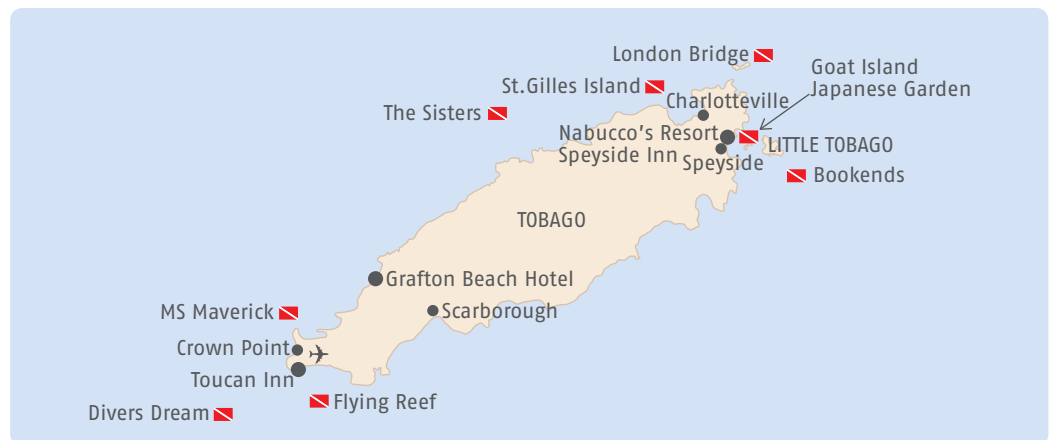 London Bridge
Goat Island
Japanese Garden
St.Gilles Island
Charlotteville
The Sisters
Nabucco's Resort
Speyside Inn
LITTLE TOBAGO
Speyside
Bookends
TOBAGO
Grafton Beach Hotel
MS Maverick
Scarborough
Crown Point
Toucan Inn
Flying Reef
Divers Dream